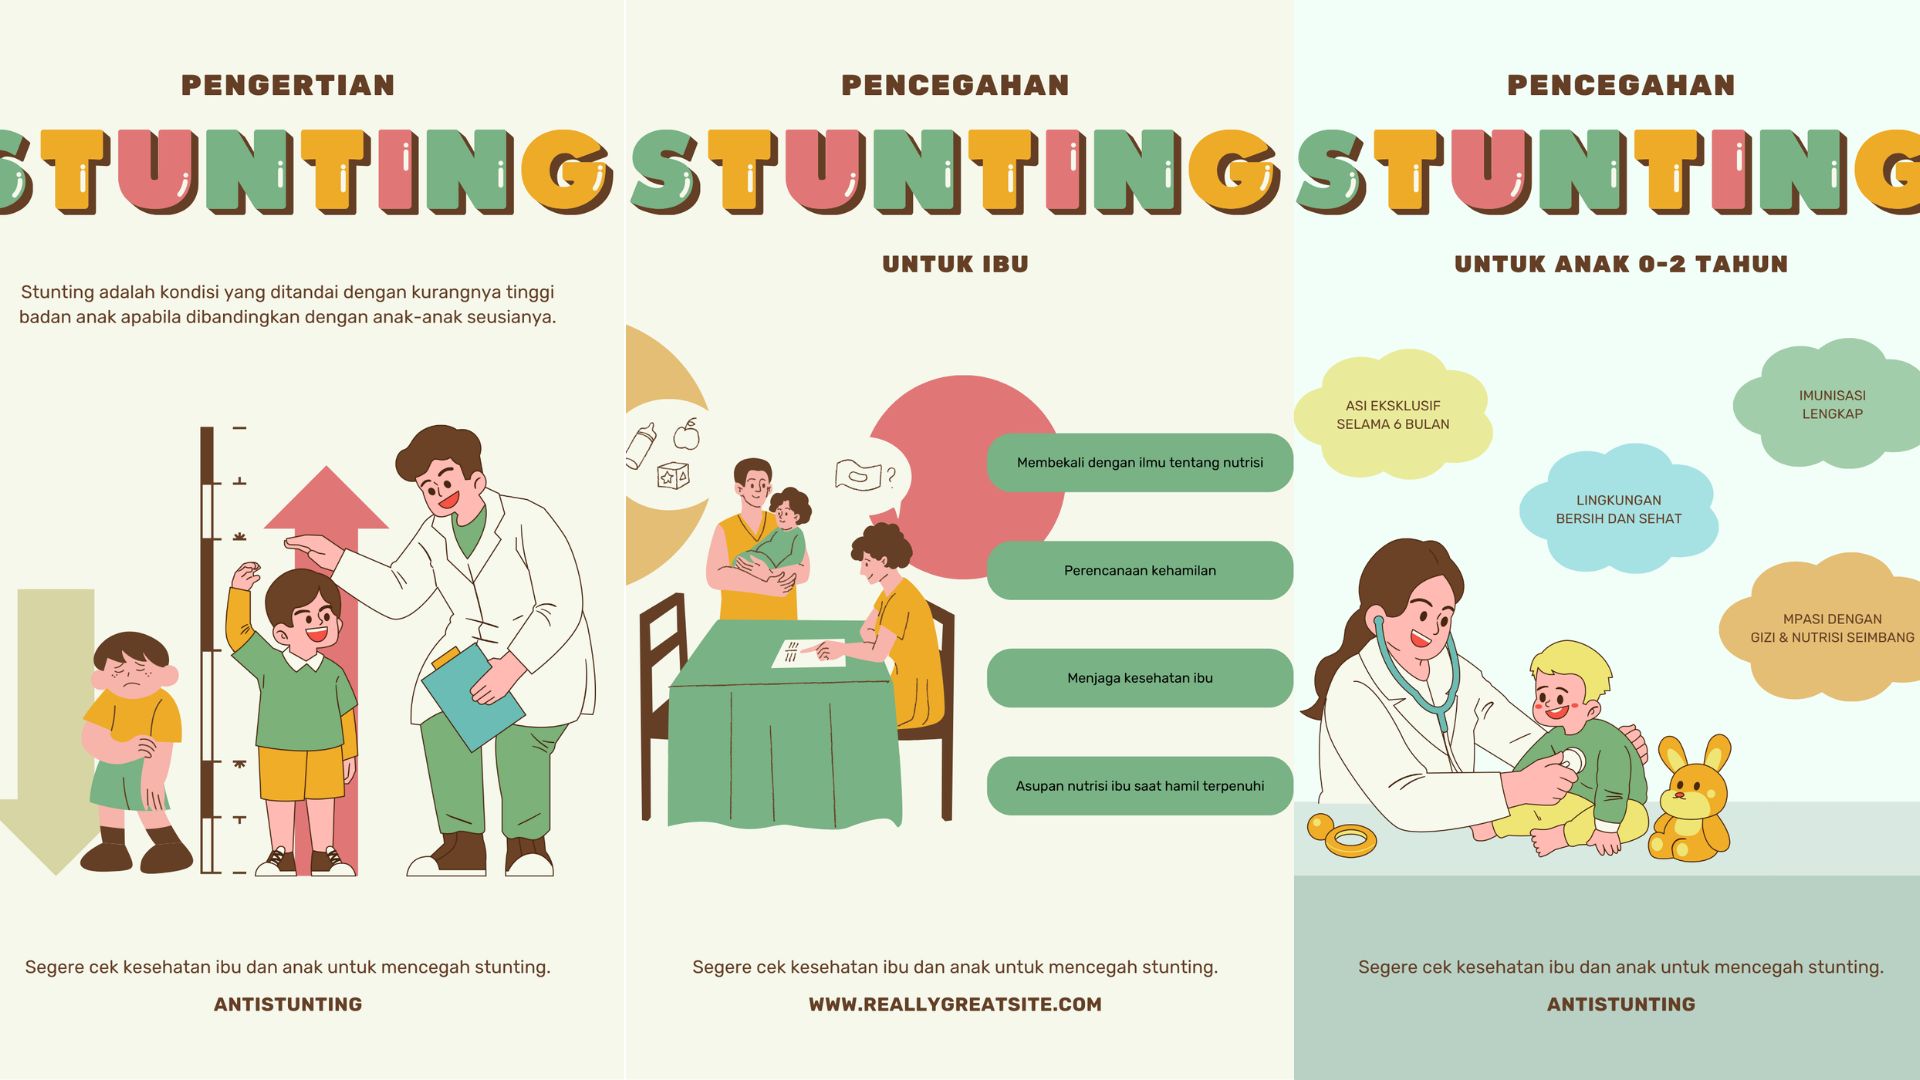 PENGERTIAN
STUNTING
Stunting adalah kondisi yang ditandai dengan kurangnya tinggi
badan anak apabila dibandingkan dengan anak-anak seusianya.
Segere cek kesehatan ibu dan anak untuk mencegah stunting.
ANTISTUNTING
PENCEGAHAN
STUNTING
UNTUK IBU
?
Membekali dengan ilmu tentang nutrisi
Perencanaan kehamilan
Menjaga kesehatan ibu
Asupan nutrisi ibu saat hamil terpenuhi
Segere cek kesehatan ibu dan anak untuk mencegah stunting.
WWW.REALLYGREATSITE.COM
PENCEGAHAN
STUNTING
UNTUK ANAK 0-2 TAHUN
ASI EKSKLUSIF
SELAMA 6 BULAN
IMUNISASI
LENGKAP
LINGKUNGAN
BERSIH DAN SEHAT
MPASI DENGAN
GIZI & NUTRISI SEIMBANG
Segere cek kesehatan ibu dan anak untuk mencegah stunting.
ANTISTUNTING